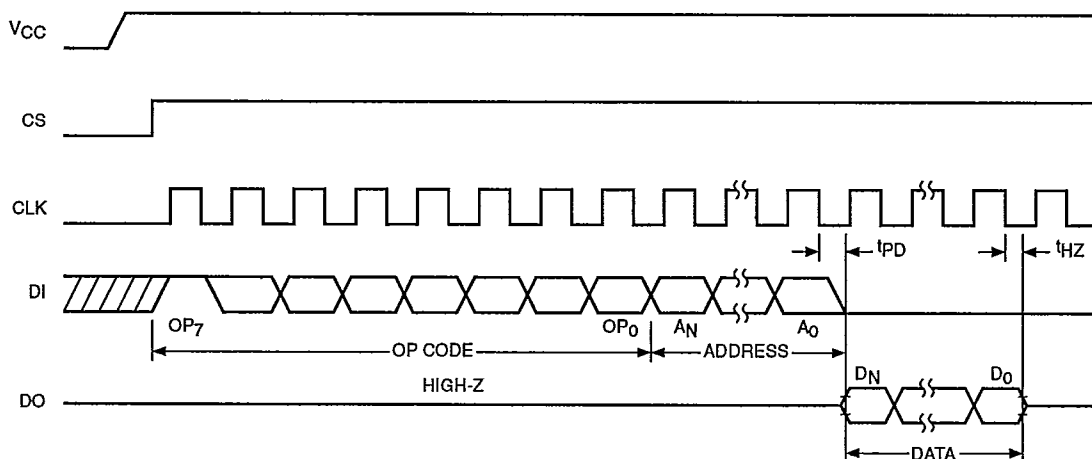 VCC
CS
CLK
tPD
tHZ
DI
OP7
OP0
AN
A0
OP CODE
ADDRESS
HIGH-Z
DN
D0
DO
DATA